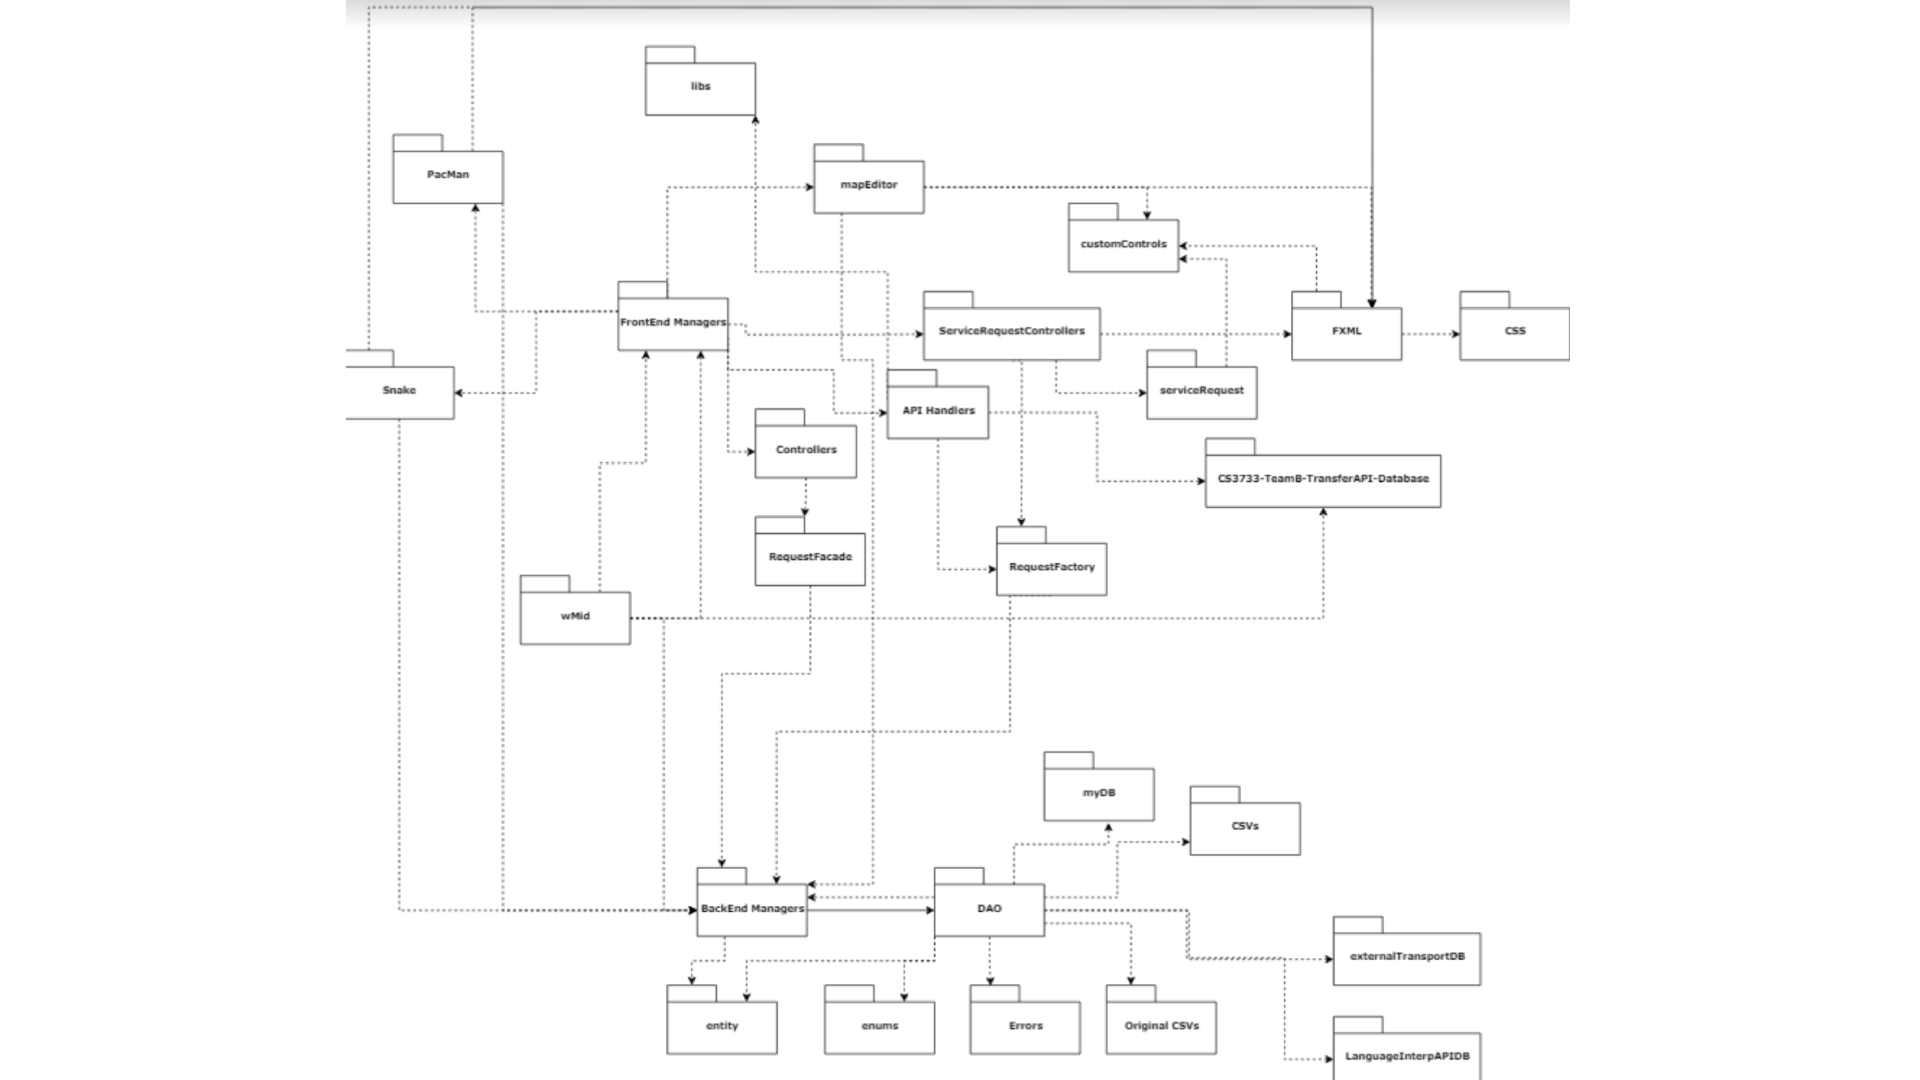 libs
PacMan
mapEditor
customControls
FrontEnd Managers
ServiceRequestControllers
FXML
CSS
Snake
serviceRequest
API Handlers
Controllers
CS3733-TeamB-TransferAPI-Database
RequestFacade
RequestFactory
wMid
myDB
CSVs
BackEnd Managers
DAO
externalTransportDB
entity
enums
Errors
Original CSVs
LanguageInterpAPIDB